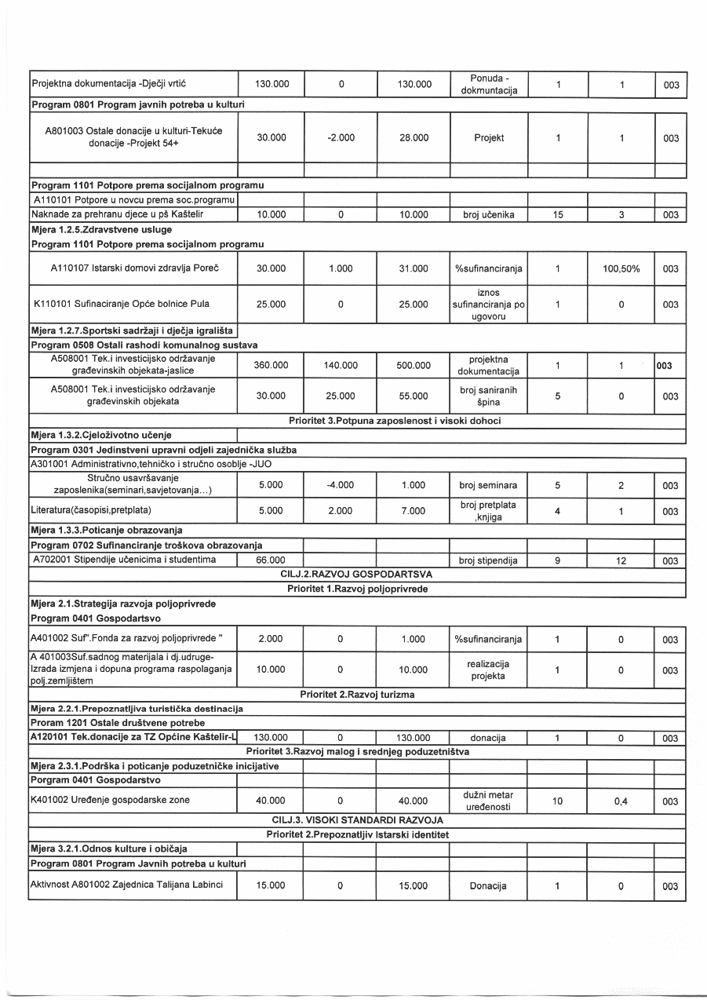 Projektna dokumentacija -Dječji vrtić 130.000 0 130.000 Ponuda - dokmuntacija 1 1 003
Program 0801 Program javnih potreba u kulturi
A801003 Ostale donacije u kulturi-Tekuće donacije -Projekt 54+ 30.000 -2.000 28.000 Projekt 1 1 003
Program 1101 Potpore prema socijalnom programu
A110101 Potpore u novcu prema soc.programu
Naknade za prehranu djece u pš Kaštelir 10.000 0 10.000 broj učenika 15 3 003
Mjera 1.2.5.Zdravstvene usluge
Program 1101 Potpore prema socijalnom programu
A110107 Istarski domovi zdravlja Poreč 30.000 1.000 31.000 %sufinanciranja 1 100,50% 003
K110101 Sufinaciranje Opće bolnice Pula 25.000 0 25.000 iznos sufinanciranja po ugovoru 1 0 003
Mjera 1.2.7.Sportski sadržaji i dječja igrališta
Program 0508 Ostali rashodi komunalnog sustava
A508001 Tek.i investicijsko održavanje građevinskih objekata-jaslice 360.000 140.000 500.000 projektna dokumentacija 1 1 003
A508001 Tek.i investicijsko održavanje građevinskih objekata 30.000 25.000 55.000 broj saniranih špina 5 0 003
Prioritet 3.Potpuna zaposlenost i visoki dohoci
Mjera 1.3.2.Cjeloživotno učenje
Program 0301 Jedinstveni upravni odjeli zajednička služba
A301001 Administrativno,tehničko i stručno osoblje -JUO
Stručno usavršavanje zaposlenika(seminari,savjetovanja...) 5.000 -4.000 1.000 broj seminara 5 2 003
Literatura(časopisi,pretplata) 5.000 2.000 7.000 broj pretplata ,knjiga 4 1 003
Mjera 1.3.3.Poticanje obrazovanja
Program 0702 Sufinanciranje troškova obrazovanja
A702001 Stipendije učenicima i studentima 66.000 broj stipendija 9 12 003
CILJ.2.RAZVOJ GOSPODARTSVA
Prioritet 1.Razvoj poljoprivrede
Mjera 2.1.Strategija razvoja poljoprivrede
Program 0401 Gospodartsvo
A401002 Suf".Fonda za razvoj poljoprivrede " 2.000 0 1.000 %sufinanciranja 1 0 003
A 401003Suf.sadnog materijala i dj.udruge-
Izrada izmjena i dopuna programa raspolaganja polj.zemljištem 10.000 0 10.000 realizacija projekta 1 0 003
Prioritet 2.Razvoj turizma
Mjera 2.2.1.Prepoznatljiva turistička destinacija
Proram 1201 Ostale društvene potrebe
A120101 Tek.donacije za TZ Općine Kaštelir-L 130.000 0 130.000 donacija 1 0 003
Prioritet 3.Razvoj malog i srednjeg poduzetništva
Mjera 2.3.1.Podrška i poticanje poduzetničke inicijative
Porgram 0401 Gospodarstvo
K401002 Uređenje gospodarske zone 40.000 0 40.000 dužni metar uređenosti 10 0,4 003
CILJ.3. VISOKI STANDARDI RAZVOJA
Prioritet 2.Prepoznatljiv Istarski identitet
Mjera 3.2.1.Odnos kulture i običaja
Program 0801 Program Javnih potreba u kulturi
Aktivnost A801002 Zajednica Talijana Labinci 15.000 0 15.000 Donacija 1 0 003